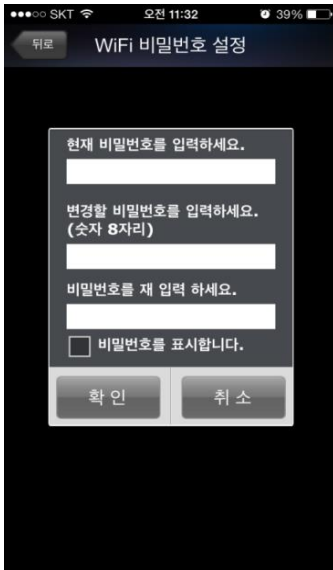 SKT 오전 11:32 39%
뒤로 WiFi 비밀번호 설정
현재 비밀번호를 입력하세요.
변경할 비밀번호를 입력하세요.
(숫자 8자리)
비밀번호를 재 입력 하세요.
비밀번호를 표시합니다.
확 인 취 소